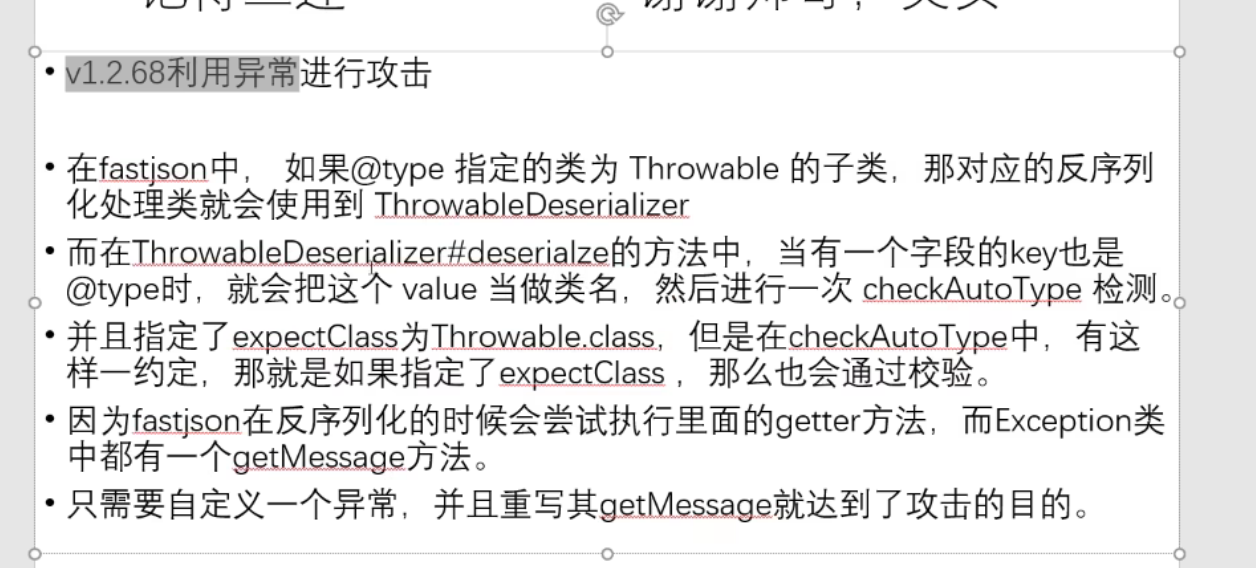 • v1.2.68利用异常进行攻击
• 在fastjson中， 如果@type 指定的类为 Throwable 的子类，那对应的反序列
化处理类就会使用到 ThrowableDeserializer
• 而在ThrowableDeserializer#deserialze的方法中，当有一个字段的key也是
@type时，就会把这个 value 当做类名，然后进行一次 checkAutoType 检测。
• 并且指定了expectClass为Throwable.class，但是在checkAutoType中，有这
样一约定，那就是如果指定了expectClass ，那么也会通过校验。
• 因为fastjson在反序列化的时候会尝试执行里面的getter方法，而Exception类
中都有一个getMessage方法。
• 只需要自定义一个异常，并且重写其getMessage就达到了攻击的目的。